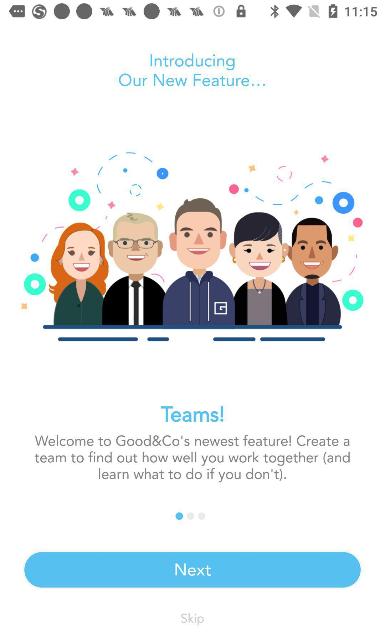 11:15
Introducing
Our New Feature...
G
Teams!
Welcome to Good&Co's newest feature! Create a
team to find out how well you work together (and
learn what to do if you don't).
Next
Skip